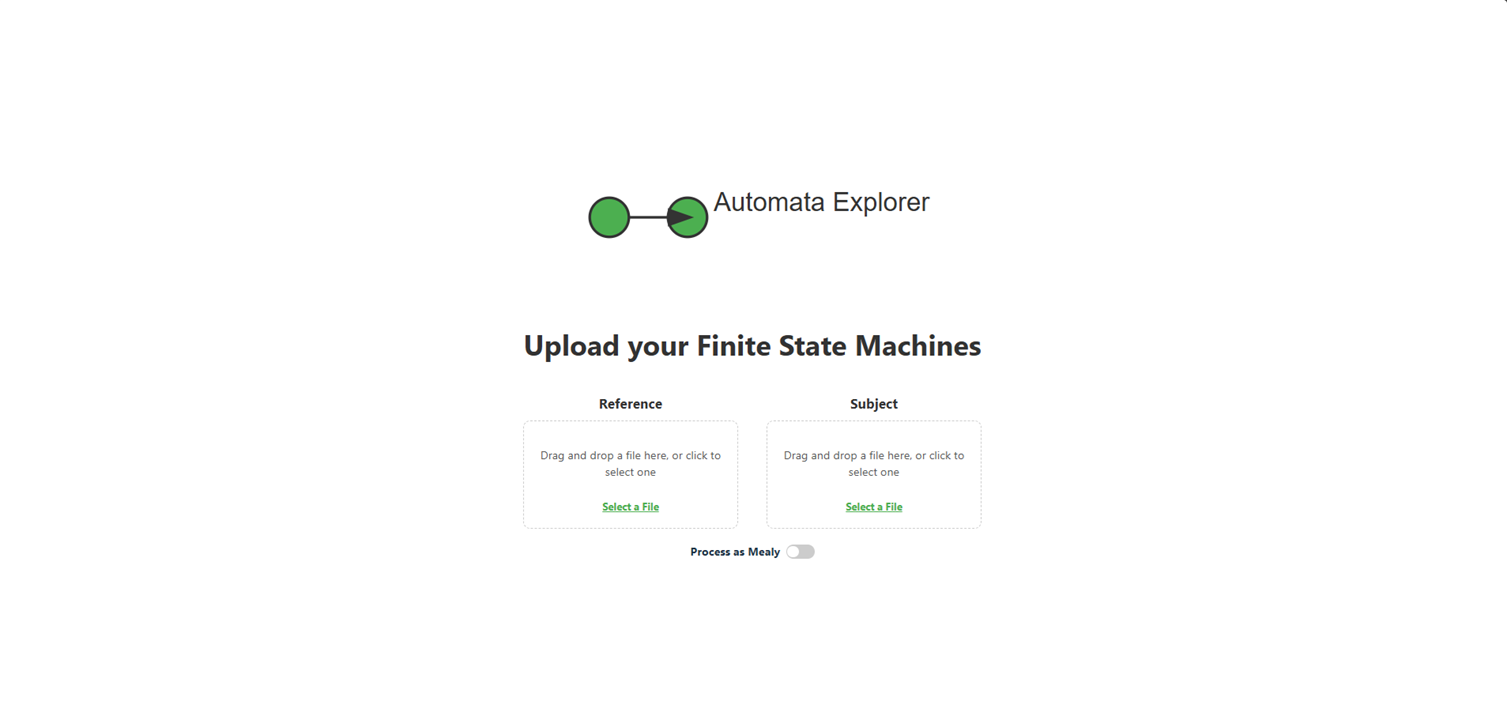 Automata Explorer
Upload your Finite State Machines
Reference
Drag and drop a file here, or click to
select one
Select a File
Subject
Drag and drop a file here, or click to
select one
Select a File
Process as Mealy